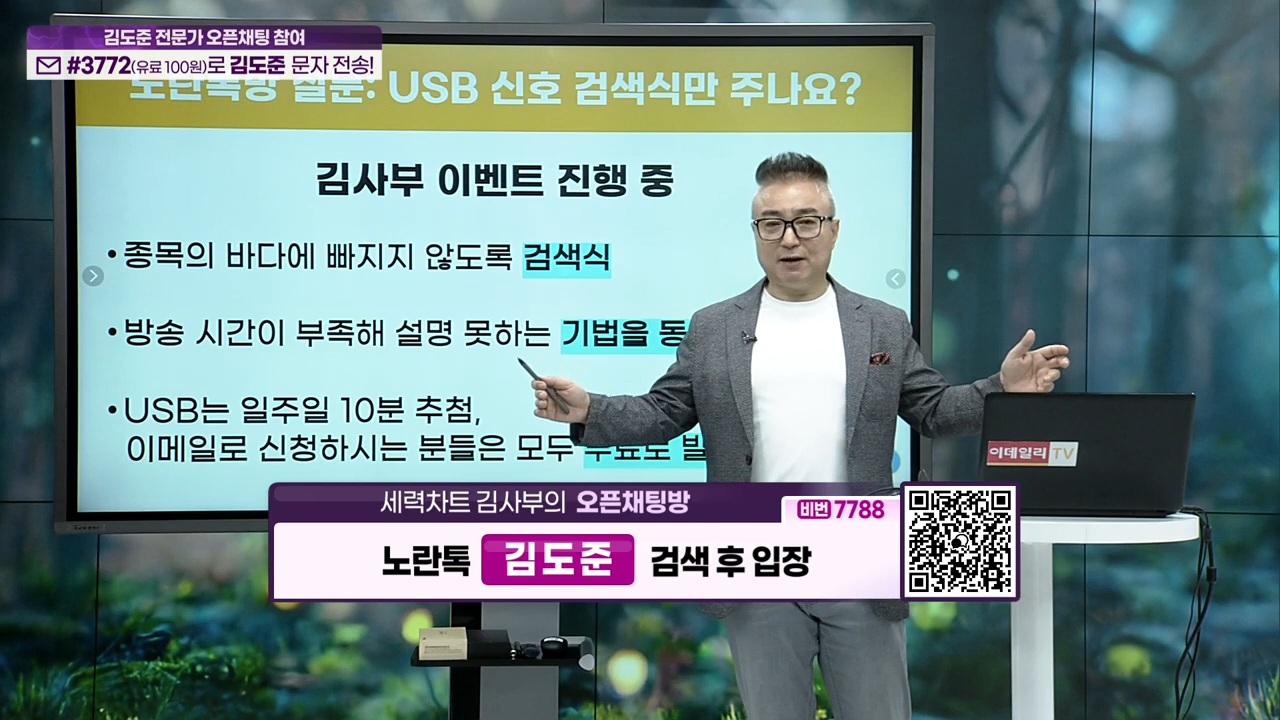 김도준 전문가 오픈채팅 참여
#3772(유료 100원)로 김도준 문자 전송!
USB 신호 검색식만 주나요?
김사부 이벤트 진행 중
• 종목의 바다에 빠지지 않도록 검색식
• 방송 시간이 부족해 설명 못하는 기법을 동
• USB는 일주일 10분 추첨,
이메일로 신청하시는 분들은 모두 무료로 발
이데일리TV
세력차트 김사부의 오픈채팅방
비번 7788
노란톡 김도준 검색 후 입장